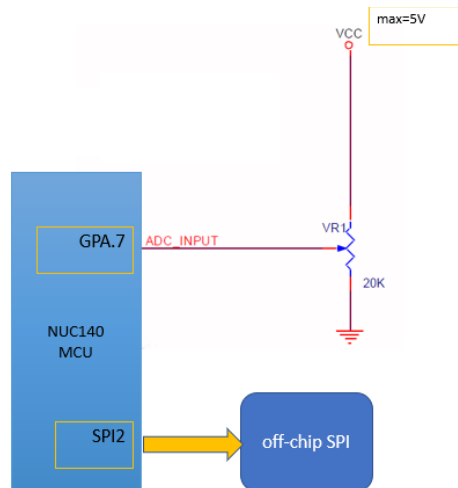 max=5V
VCC
GPA.7
ADC_INPUT
VR1
20K
NUC140
MCU
SPI2
off-chip SPI